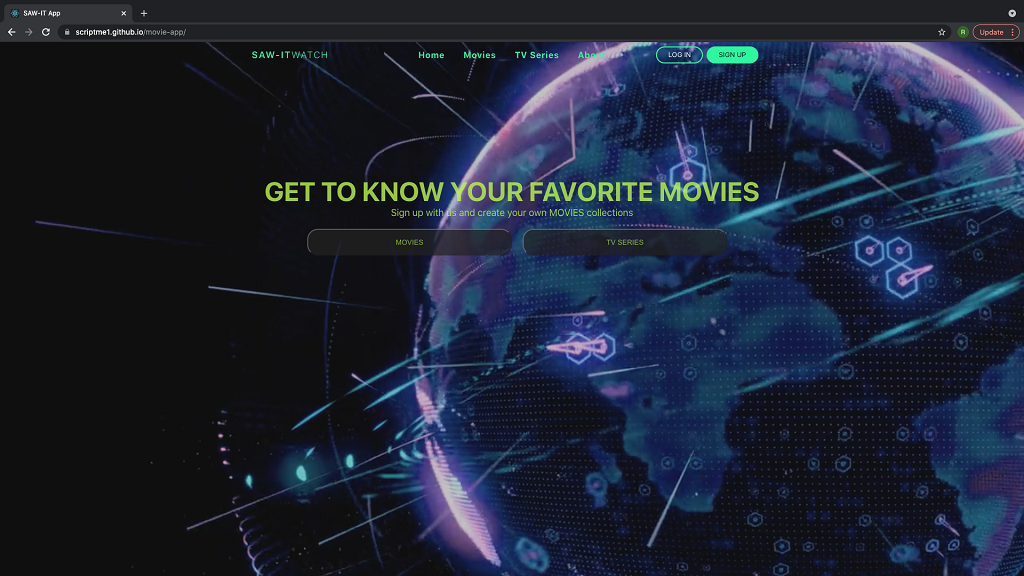 SAW-IT App
scriptme1.github.io/movie-app/
R
Update
SAW-ITWATCH
Home Movies TV Series About
LOG IN SIGN UP
GET TO KNOW YOUR FAVORITE MOVIES
Sign up with us and create your own MOVIES collections
MOVIES TV SERIES